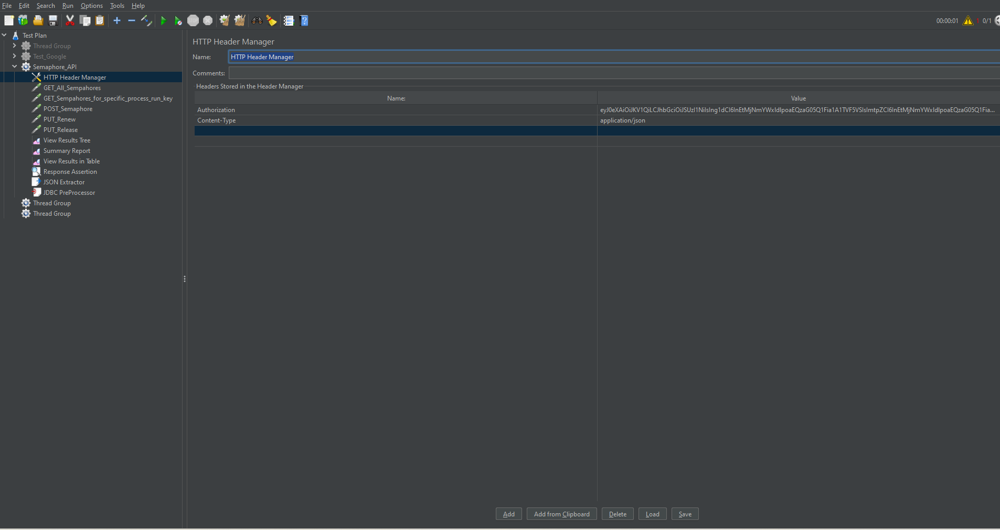 File Edit Search Run Options Tools Help
00:00:01 1 0/1
Test Plan
Thread Group
Test_Google
Semaphore_API
HTTP Header Manager
GET_All_Sempahores
GET_Sempahores_for_specific_process_run_key
POST_Semaphore
PUT_Renew
PUT_Release
View Results Tree
Summary Report
View Results in Table
Response Assertion
JSON Extractor
JDBC PreProcessor
Thread Group
Thread Group
HTTP Header Manager
Name: HTTP Header Manager
Comments:
Headers Stored in the Header Manager
Name: Value
Authorization
Content-Type application/json
Add Add from Clipboard Delete Load Save